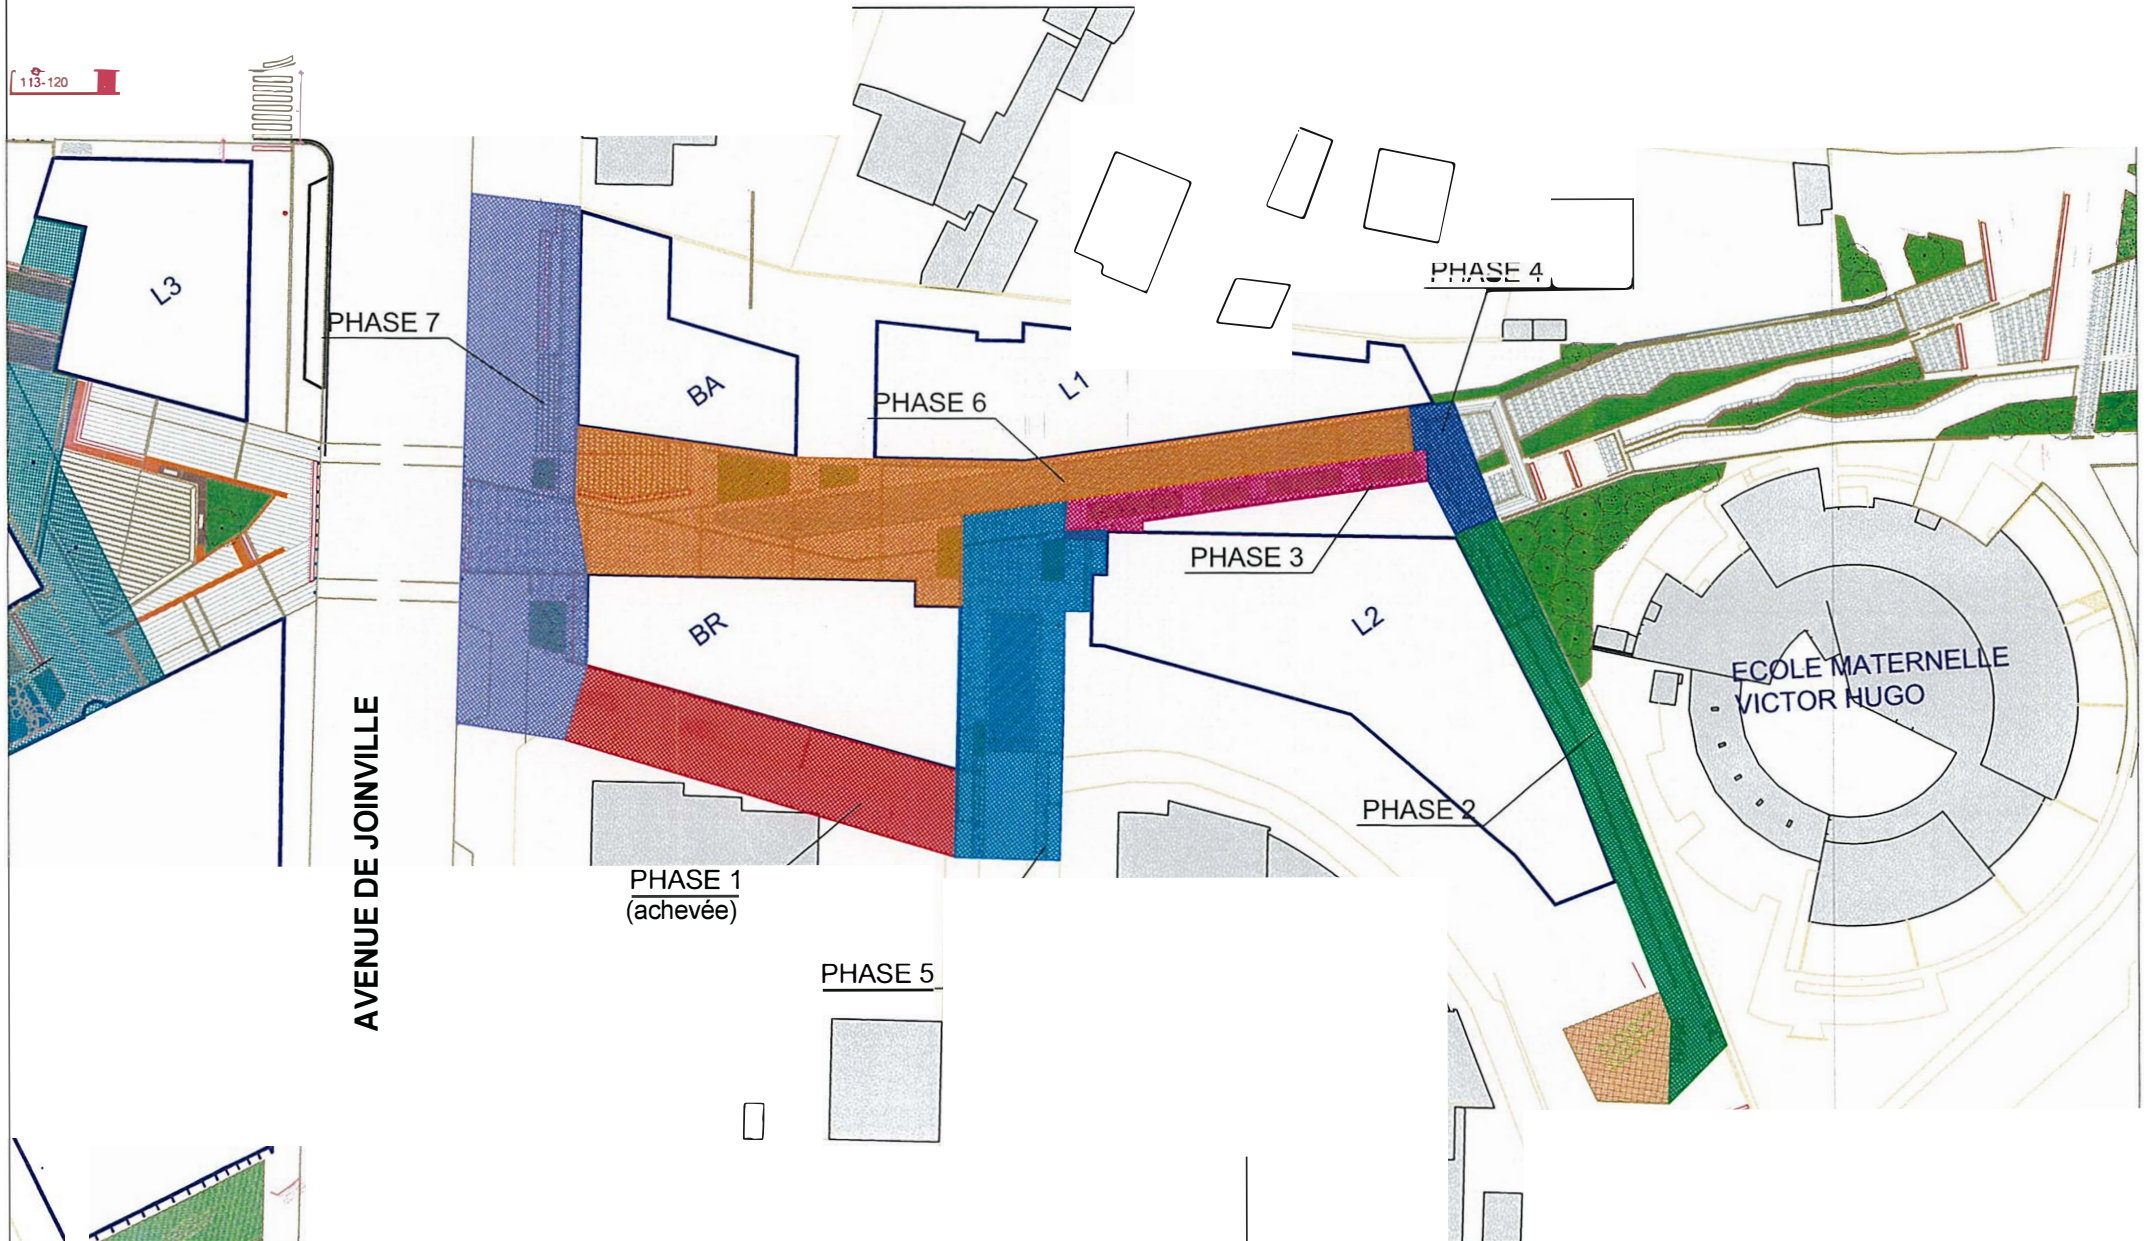 113-120
PHASE 4
L3
PHASE 7
BA
L1
PHASE 6
PHASE 3
BR
L2
ECOLE MATERNELLE
VICTOR HUGO
AVENUE DE JOINVILLE
PHASE 2
PHASE 1
(achevée)
PHASE 5